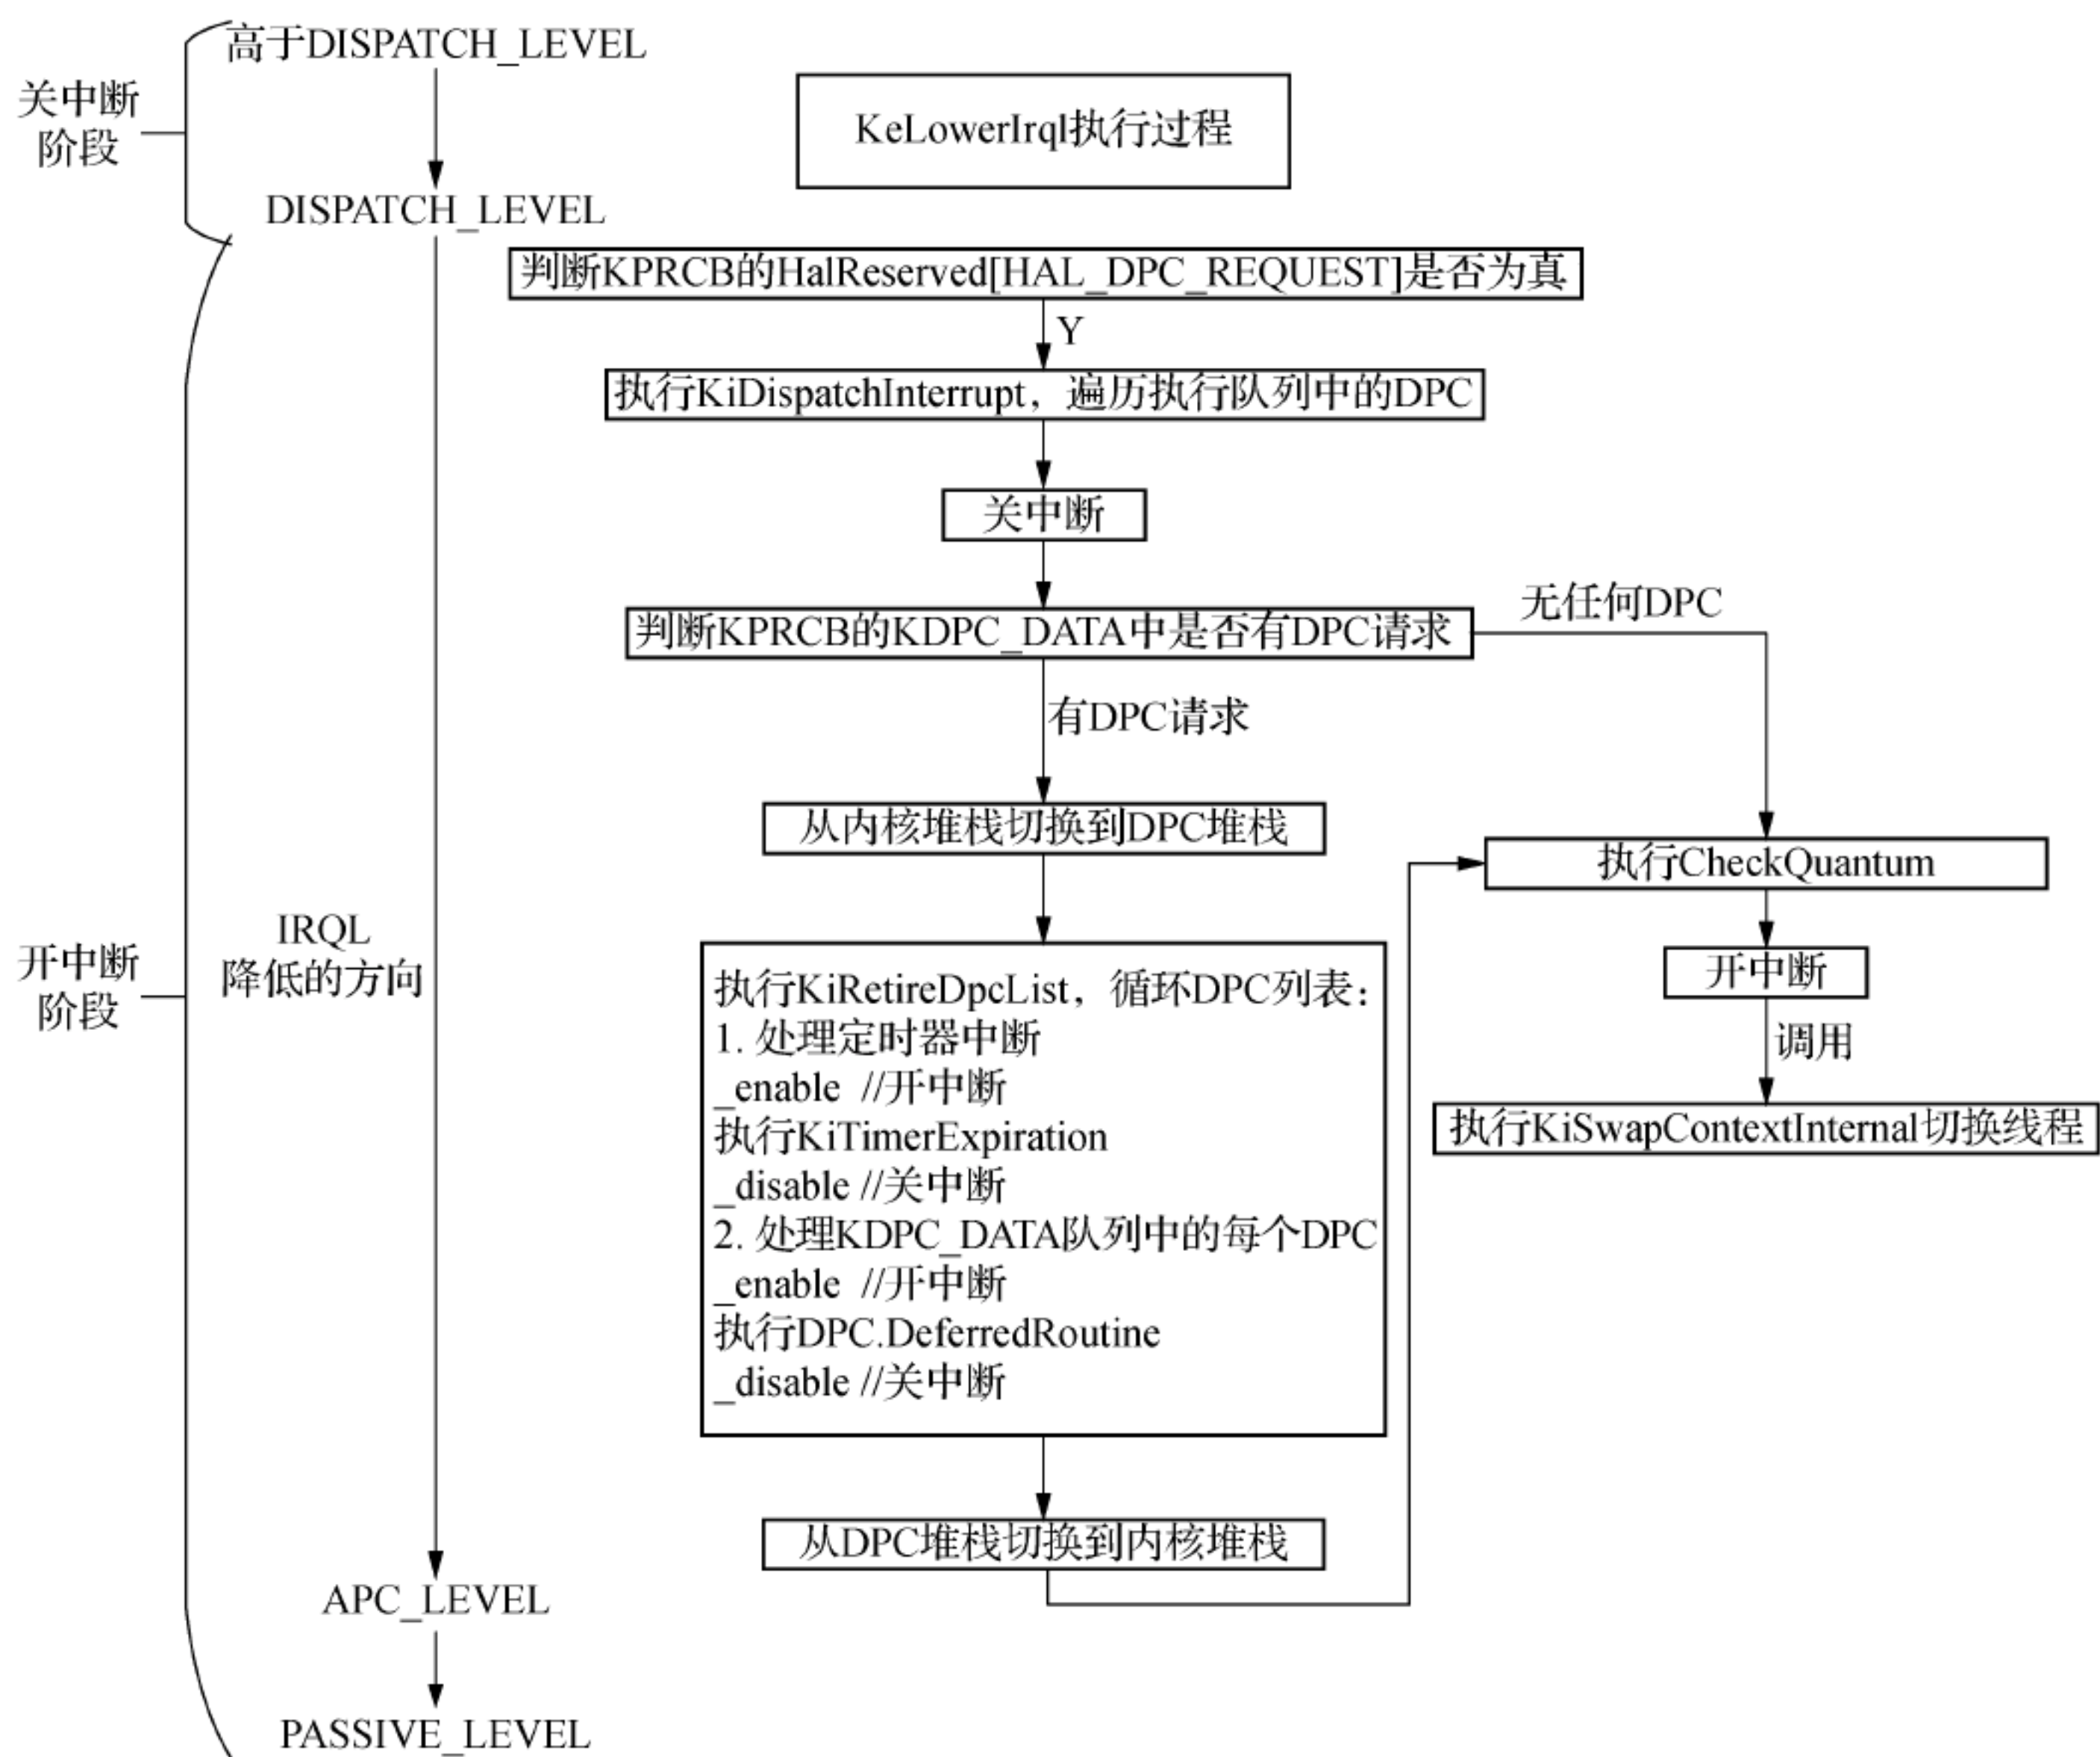 高于DISPATCH_LEVEL
关中断
阶段
KeLowerIrql执行过程
DISPATCH_LEVEL
判断KPRCB的HalReserved[HAL_DPC_REQUEST]是否为真
Y
执行KiDispatchInterrupt，遍历执行队列中的DPC
关中断
判断KPRCB的KDPC_DATA中是否有DPC请求
无任何DPC
有DPC请求
从内核堆栈切换到DPC堆栈
执行CheckQuantum
开中断
调用
执行KiSwapContextInternal切换线程
IRQL
降低的方向
开中断
阶段
执行KiRetireDpcList，循环DPC列表：
1. 处理定时器中断
_enable //开中断
执行KiTimerExpiration
_disable //关中断
2. 处理KDPC_DATA队列中的每个DPC
_enable //开中断
执行DPC.DeferredRoutine
_disable //关中断
从DPC堆栈切换到内核堆栈
APC_LEVEL
PASSIVE_LEVEL